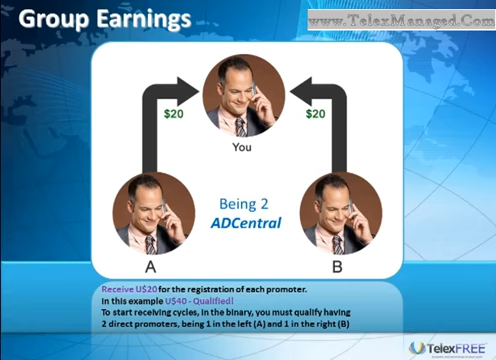 Group Earnings
www.TelexManaged.Com
$20
$20
You
Being 2
ADCentral
A
B
Receive U$20 for the registration of each promoter.
In this example U$40 - Qualified!
To start receiving cycles, in the binary, you must qualify having
2 direct promoters, being 1 in the left (A) and 1 in the right (B)
TelexFREE